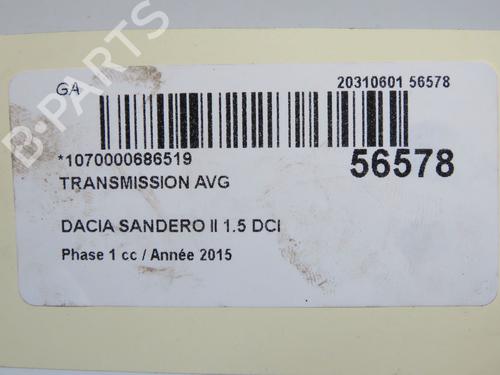 B-PARTS
GA
20310601 56578
*1070000686519
56578
TRANSMISSION AVG
DACIA SANDERO II 1.5 DCI
Phase 1 cc / Année 2015